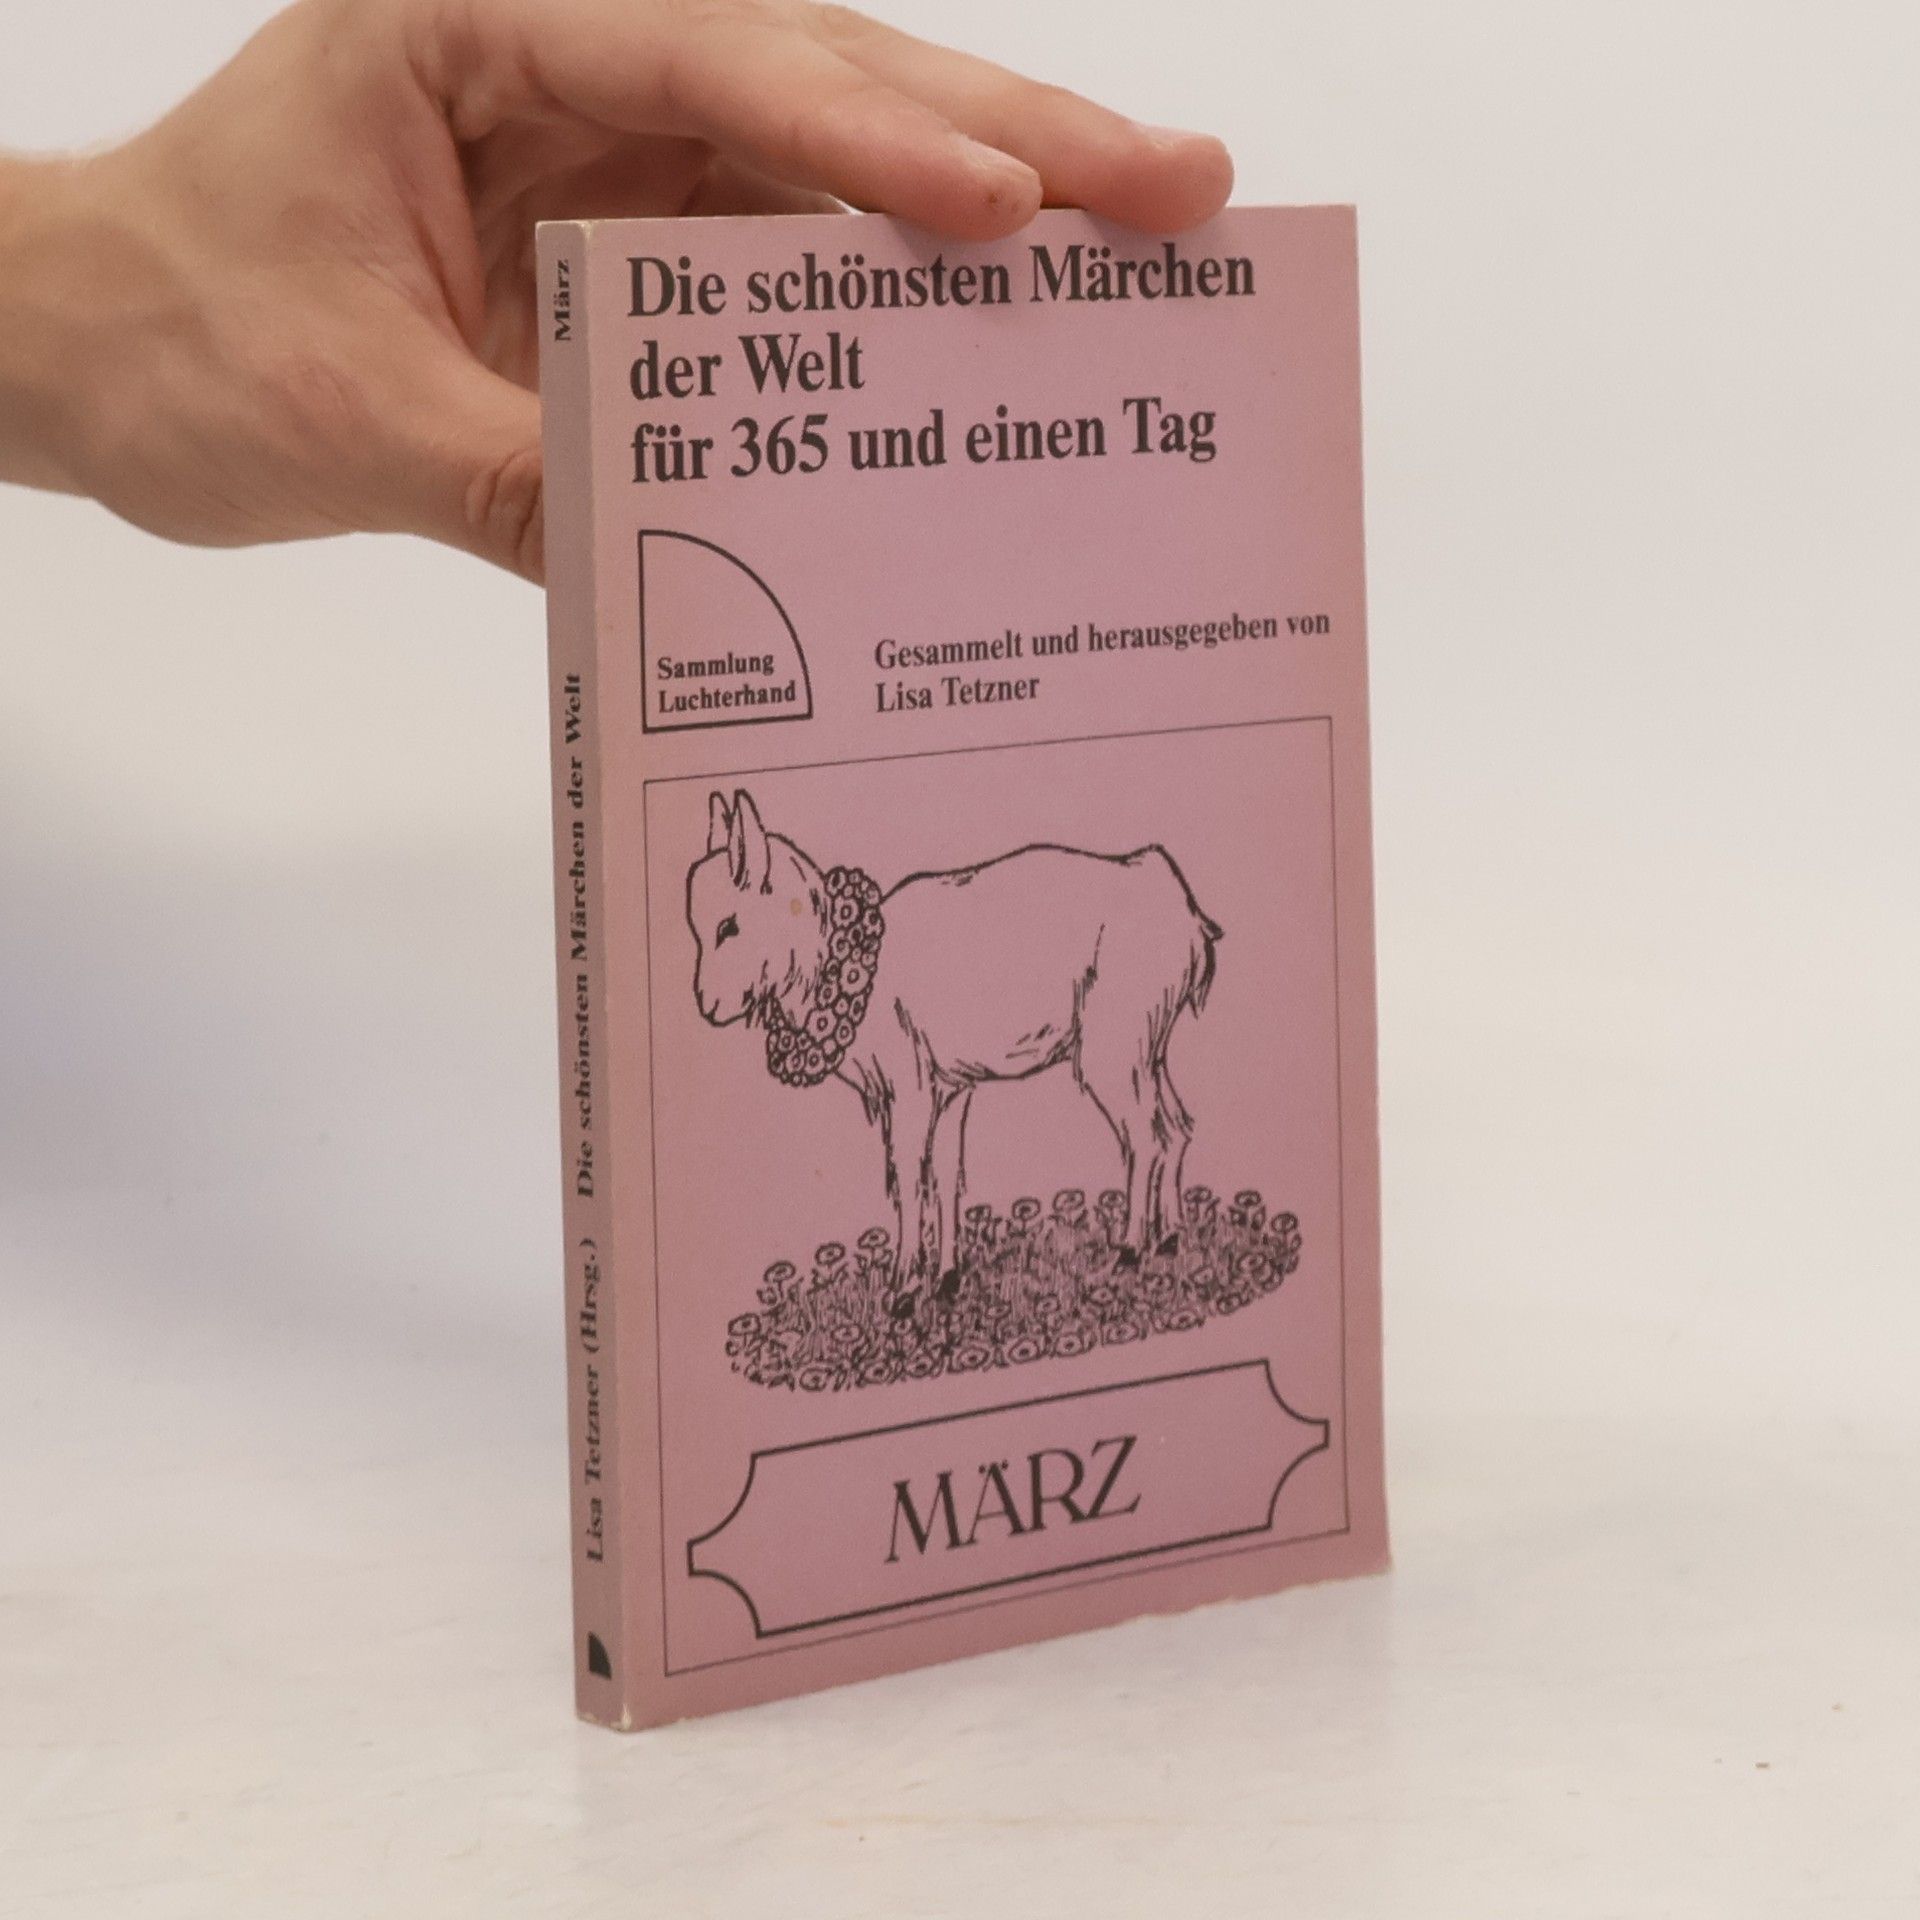 Die schönsten Märchen
der Welt
für 365 und einen Tag
Sammlung
Luchterhand
Gesammelt und herausgegeben von
Lisa Tetzner
MÄRZ
Lisa Tetzner (Hrsg.) Die schönsten Märchen der Welt März